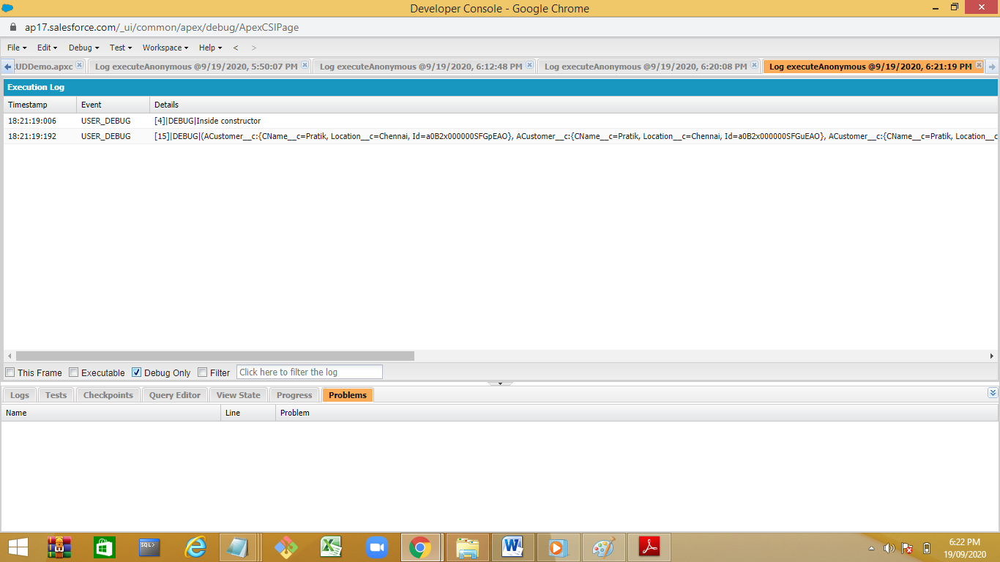 Developer Console - Google Chrome
ap17.salesforce.com/_ui/common/apex/debug/ApexCSIPage
File Edit Debug Test Workspace Help < >
UDDemo.apxc Log executeAnonymous @9/19/2020, 5:50:07 PM Log executeAnonymous @9/19/2020, 6:12:48 PM Log executeAnonymous @9/19/2020, 6:20:08 PM Log executeAnonymous @9/19/2020, 6:21:19 PM
Execution Log
Timestamp Event Details
18:21:19:006 USER_DEBUG [4]|DEBUG|Inside constructor
18:21:19:192 USER_DEBUG [15]|DEBUG|(ACustomer__c:{CName__c=Pratik, Location__c=Chennai, Id=a0B2x000000SFGpEAO}, ACustomer__c:{CName__c=Pratik, Location__c=Chennai, Id=a0B2x000000SFGuEAO}, ACustomer__c:{CName__c=Pratik, Location__c
This Frame Executable Debug Only Filter Click here to filter the log
Logs Tests Checkpoints Query Editor View State Progress Problems
Name Line Problem
SQL>
6:22 PM
19/09/2020